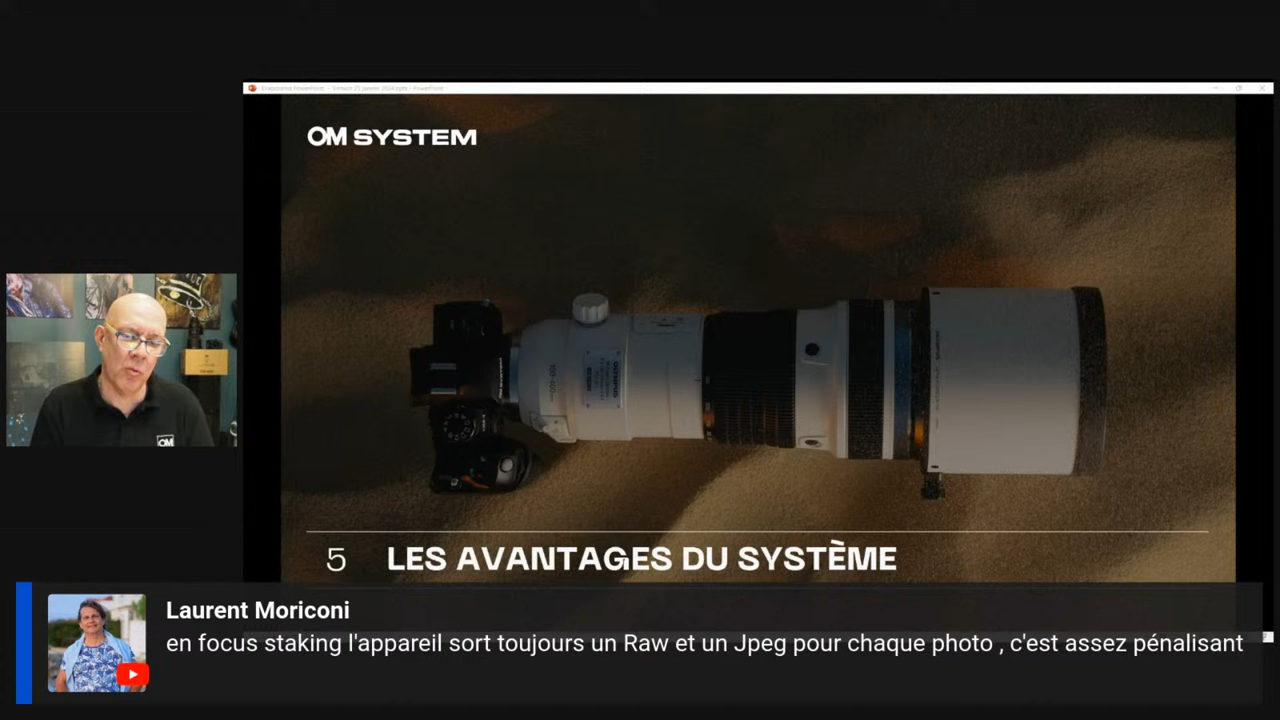 OM SYSTEM
5 LES AVANTAGES DU SYSTÈME
Laurent Moriconi
en focus staking l'appareil sort toujours un Raw et un Jpeg pour chaque photo , c'est assez pénalisant
OM